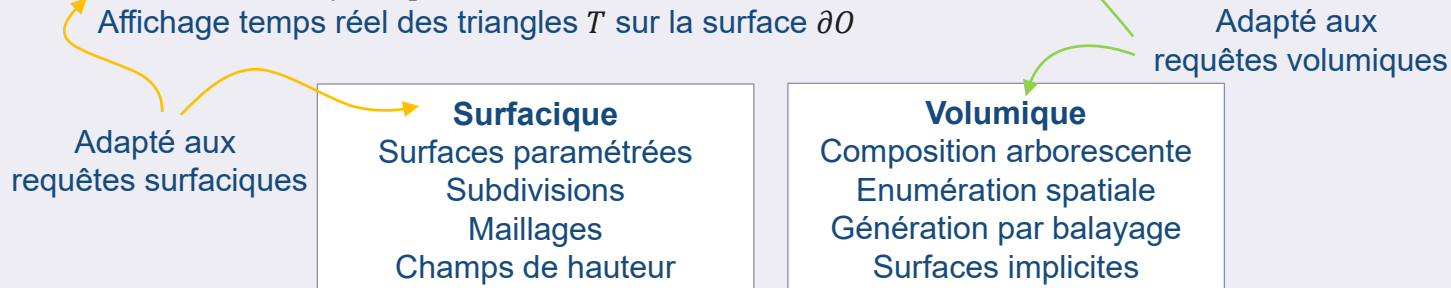 Affichage temps réel des triangles T sur la surface ∂O
Adapté aux
requêtes volumiques
Adapté aux
requêtes surfaciques
Surfacique
Surfaces paramétrées
Subdivisions
Maillages
Champs de hauteur
Volumique
Composition arborescente
Enumération spatiale
Génération par balayage
Surfaces implicites